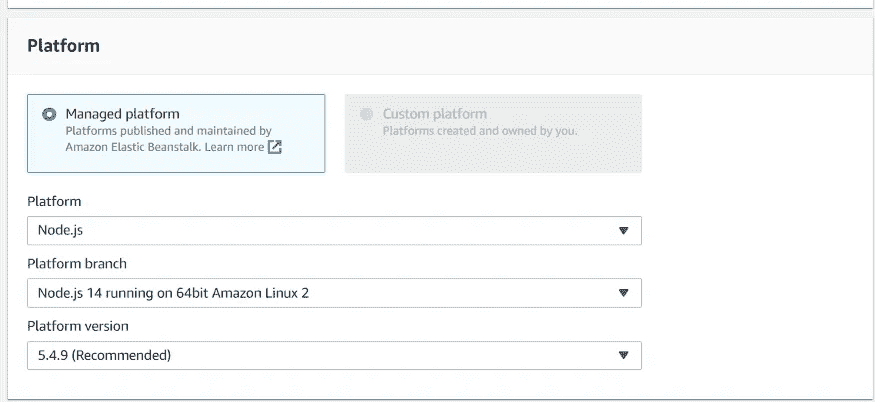 Platform
Managed platform
Platforms published and maintained by
Amazon Elastic Beanstalk. Learn more
Custom platform
Platforms created and owned by you.
Platform
Node.js
Platform branch
Node.js 14 running on 64bit Amazon Linux 2
Platform version
5.4.9 (Recommended)